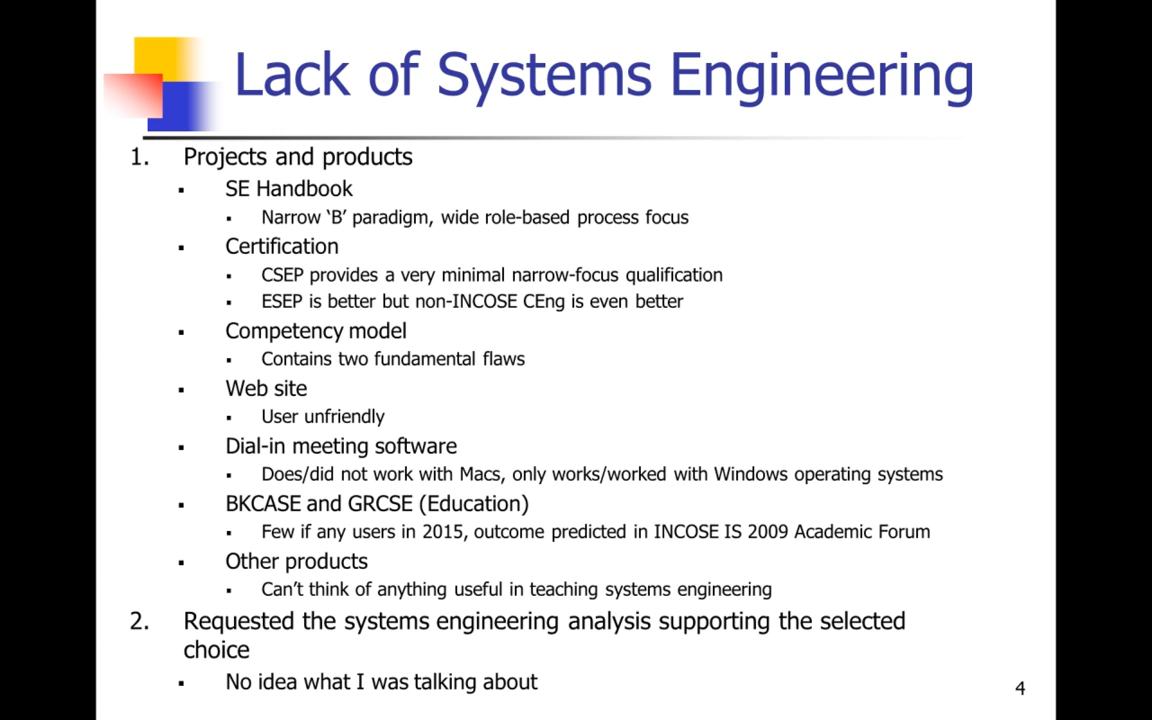 Lack of Systems Engineering
1. Projects and products
▪ SE Handbook
▪ Narrow ‘B’ paradigm, wide role-based process focus
▪ Certification
▪ CSEP provides a very minimal narrow-focus qualification
▪ ESEP is better but non-INCOSE CEng is even better
▪ Competency model
▪ Contains two fundamental flaws
▪ Web site
▪ User unfriendly
▪ Dial-in meeting software
▪ Does/did not work with Macs, only works/worked with Windows operating systems
▪ BKCASE and GRCSE (Education)
▪ Few if any users in 2015, outcome predicted in INCOSE IS 2009 Academic Forum
▪ Other products
▪ Can’t think of anything useful in teaching systems engineering
2. Requested the systems engineering analysis supporting the selected
choice
▪ No idea what I was talking about
4